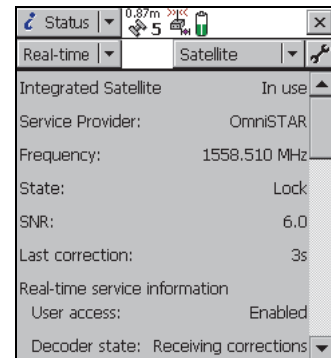 Status 0.87m 5
Real-time Satellite
Integrated Satellite In use
Service Provider: OmniSTAR
Frequency: 1558.510 MHz
State: Lock
SNR: 6.0
Last correction: 3s
Real-time service information
User access: Enabled
Decoder state: Receiving corrections